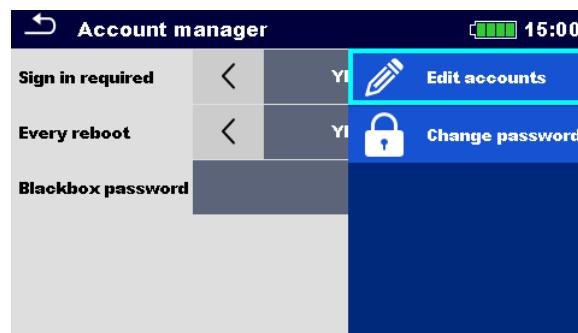 Account manager 15:00
Sign in required
Edit accounts
Every reboot
Change password
Blackbox password